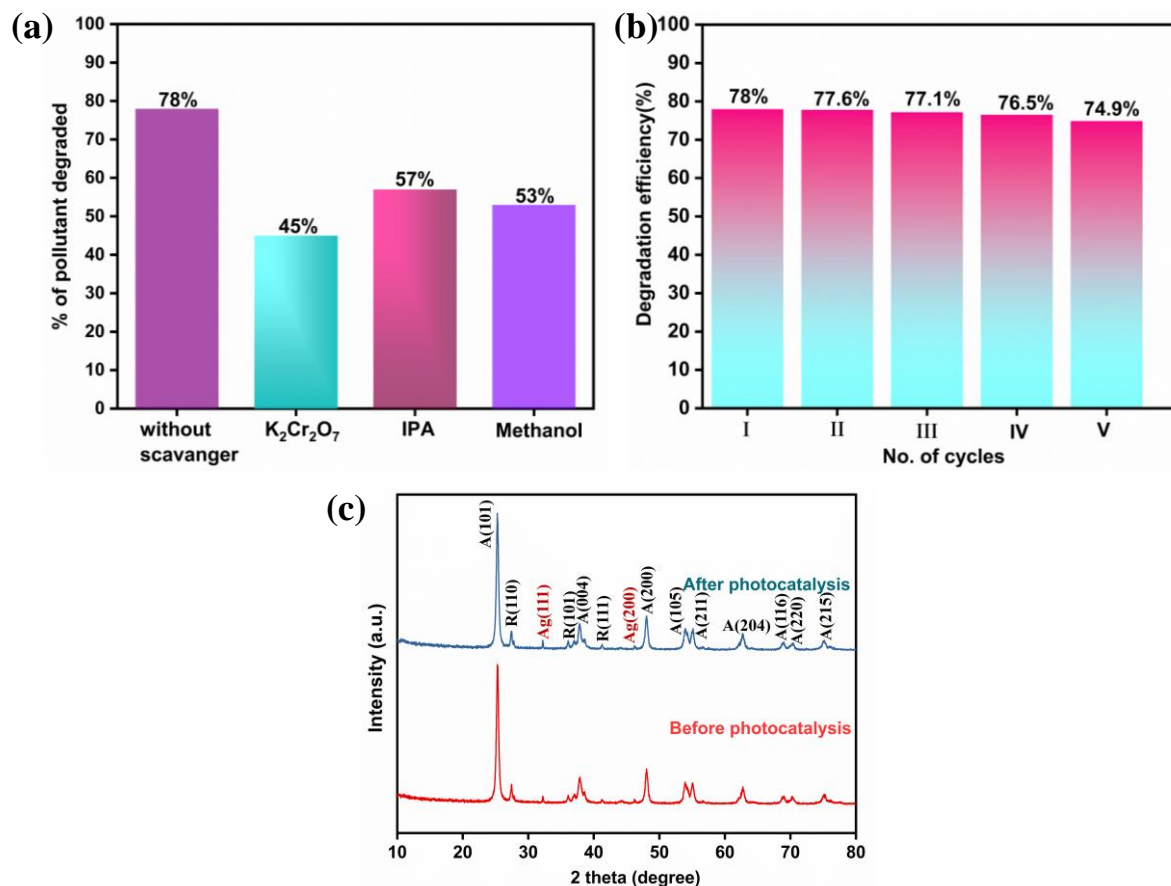 (a)
100
90
80
70
60
50
40
30
20
10
0
% of pollutant degraded
78%
45%
57%
53%
without
scavanger
K₂Cr₂O₇
IPA
Methanol
(b)
100
90
80
70
60
50
40
30
20
10
0
Degradation efficiency(%)
78%
77.6%
77.1%
76.5%
74.9%
I
II
III
IV
V
No. of cycles
(c)
Intensity (a.u.)
A(101)
R(110)
Ag(111)
R(101)
A(004)
R(111)
Ag(200)
A(200)
A(105)
A(211)
A(204)
A(116)
A(220)
A(215)
After photocatalysis
Before photocatalysis
10
20
30
40
50
60
70
80
2 theta (degree)